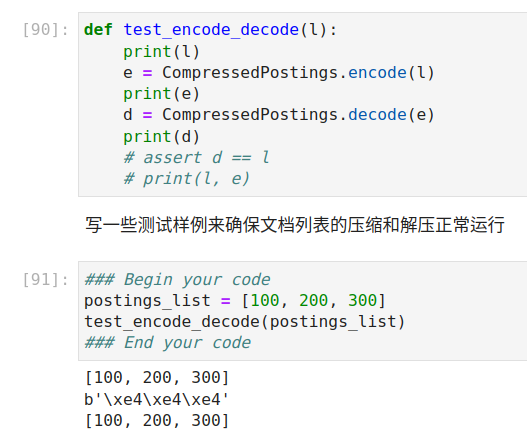 [90]: def test_encode_decode(l):
    print(l)
    e = CompressedPostings.encode(l)
    print(e)
    d = CompressedPostings.decode(e)
    print(d)
    # assert d == l
    # print(l, e)
写一些测试样例来确保文档列表的压缩和解压正常运行
[91]: ### Begin your code
postings_list = [100, 200, 300]
test_encode_decode(postings_list)
### End your code
[100, 200, 300]
b'\xe4\xe4\xe4'
[100, 200, 300]